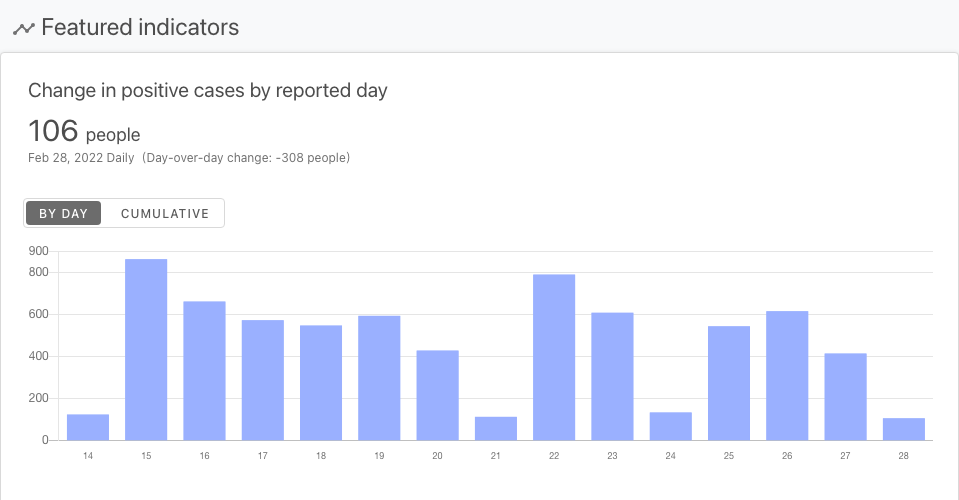 Featured indicators
Change in positive cases by reported day
106 people
Feb 28, 2022 Daily (Day-over-day change: -308 people)
BY DAY CUMULATIVE
900
800
600
400
200
0
14 15 16 17 18 19 20 21 22 23 24 25 26 27 28